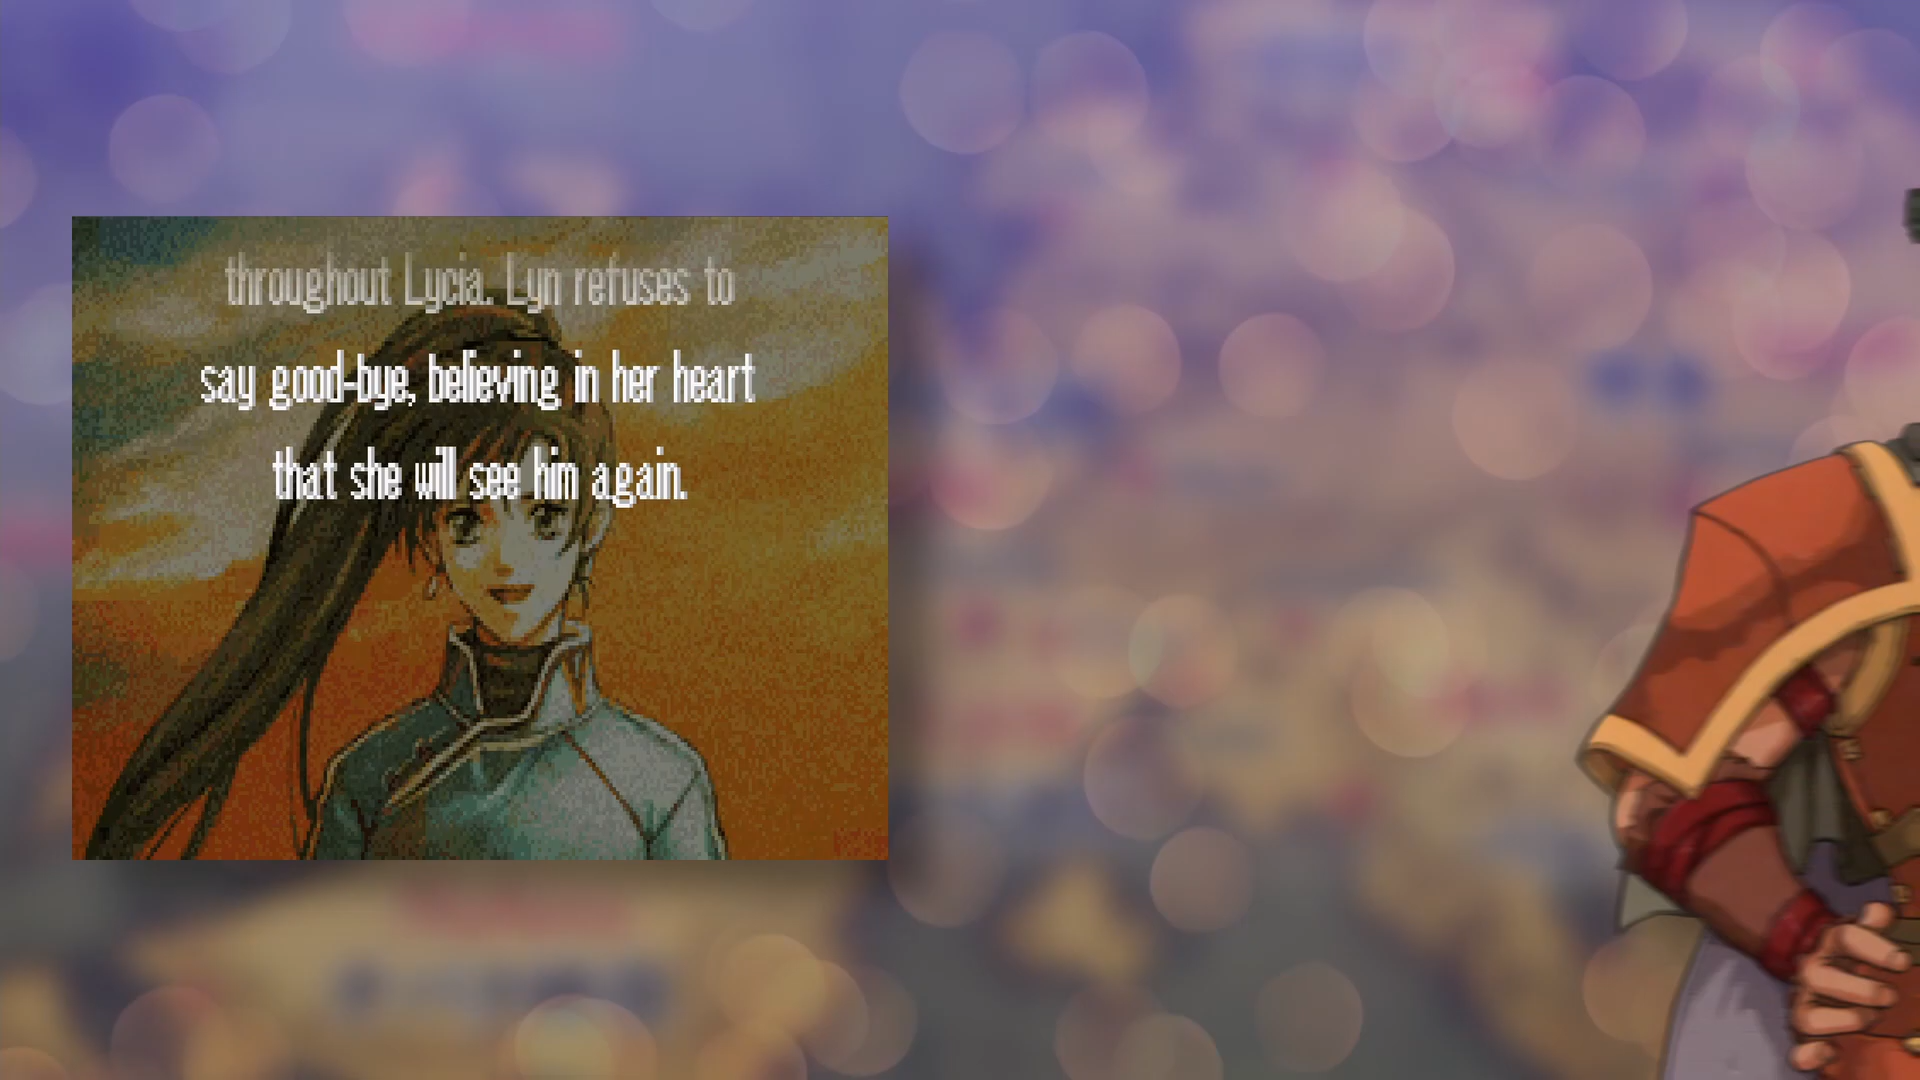 throughout Lycia. Lyn refuses to
say good-bye, believing in her heart
that she will see him again.